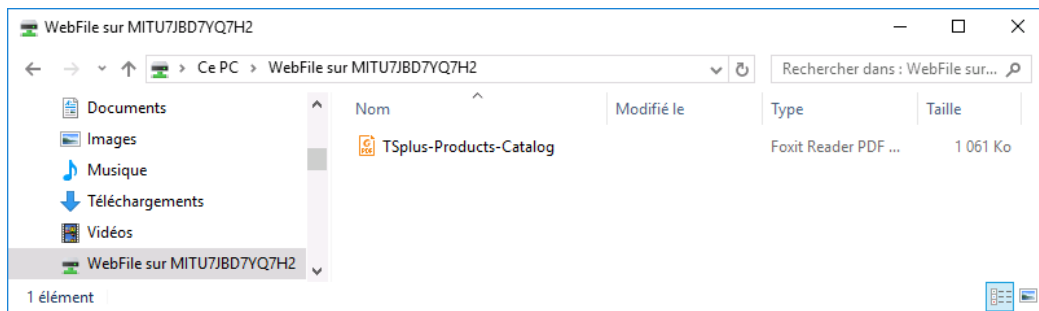 WebFile sur MITU7JBD7YQ7H2
Ce PC > WebFile sur MITU7JBD7YQ7H2
Rechercher dans : WebFile sur...
Nom Modifié le Type Taille
Documents
Images
Musique
Téléchargements
Vidéos
WebFile sur MITU7JBD7YQ7H2
TSplus-Products-Catalog Foxit Reader PDF ... 1 061 Ko
1 élément